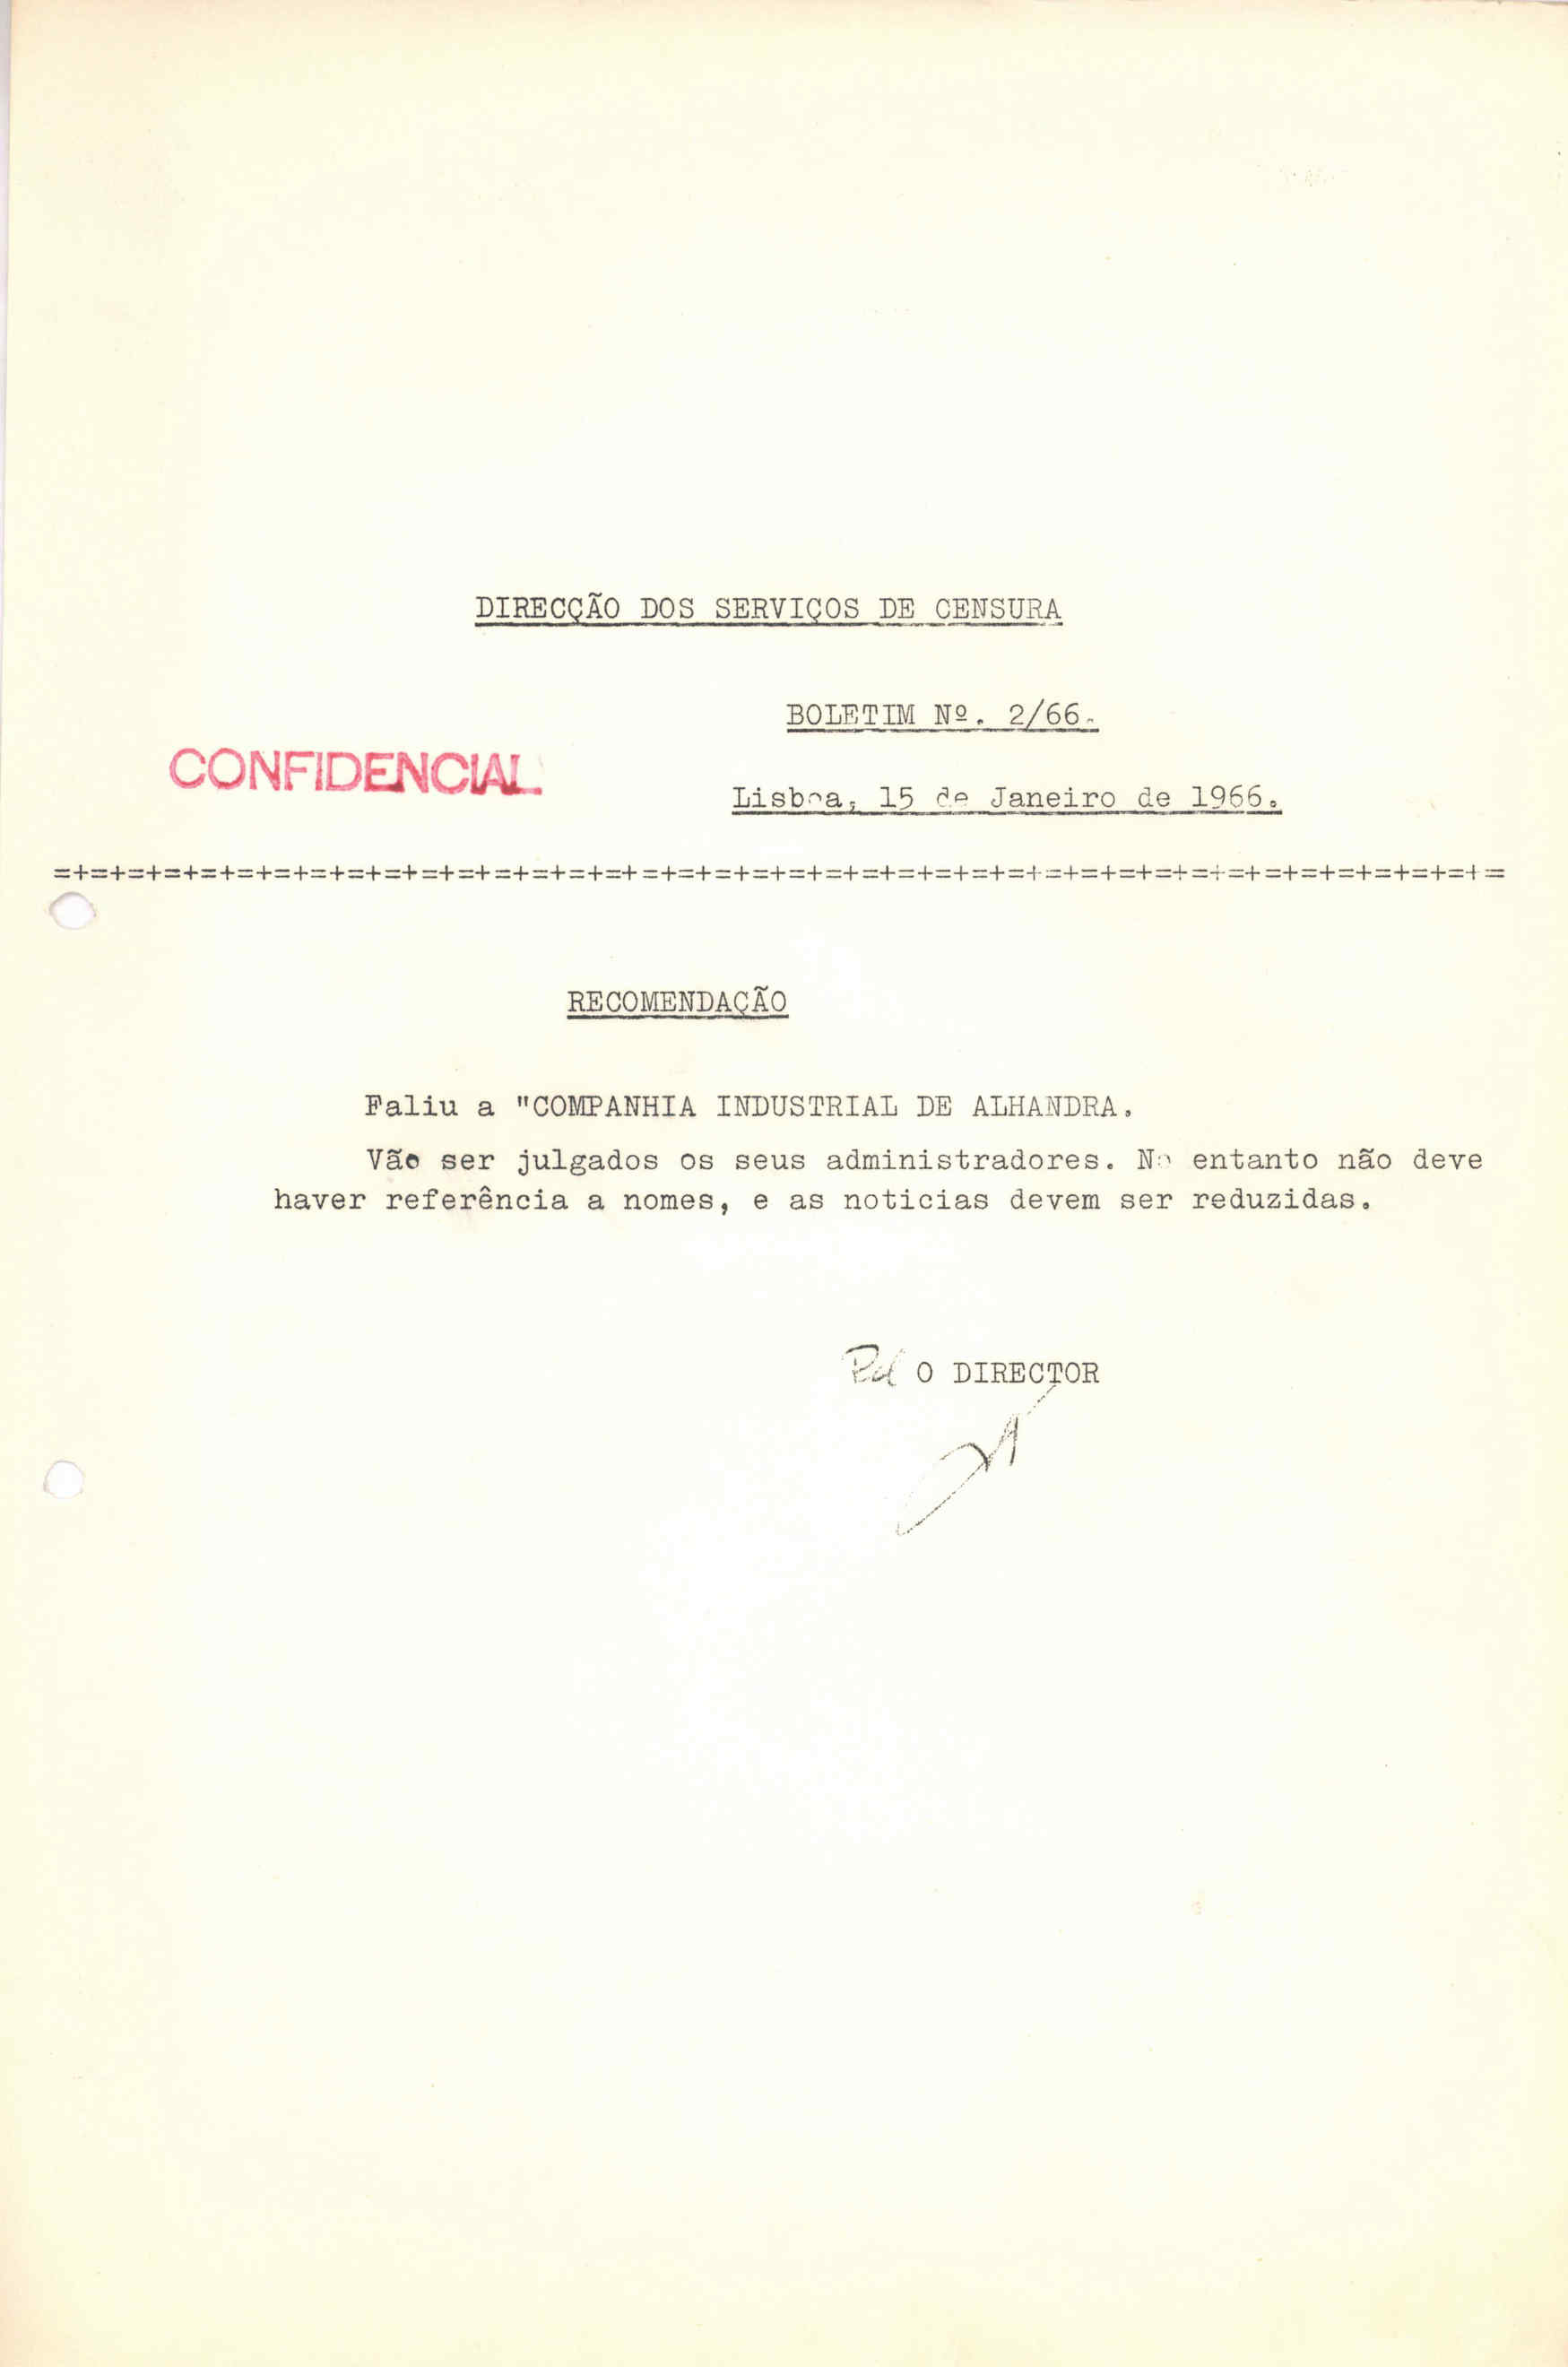 DIRECÇÃO DOS SERVIÇOS DE CENSURA
BOLETIM Nº. 2/66.
CONFIDENCIAL
Lisboa, 15 de Janeiro de 1966.
=+=+=+=+=+=+=+=+=+=+=+=+=+=+=+=+=+=+=+=+=+=+=+=+=+=+=+=+=+=+=+=+=+=+=+=+=+=+=+=
RECOMENDAÇÃO
Faliu a "COMPANHIA INDUSTRIAL DE ALHANDRA.
Vão ser julgados os seus administradores. No entanto não deve
haver referência a nomes, e as noticias devem ser reduzidas.
O DIRECTOR